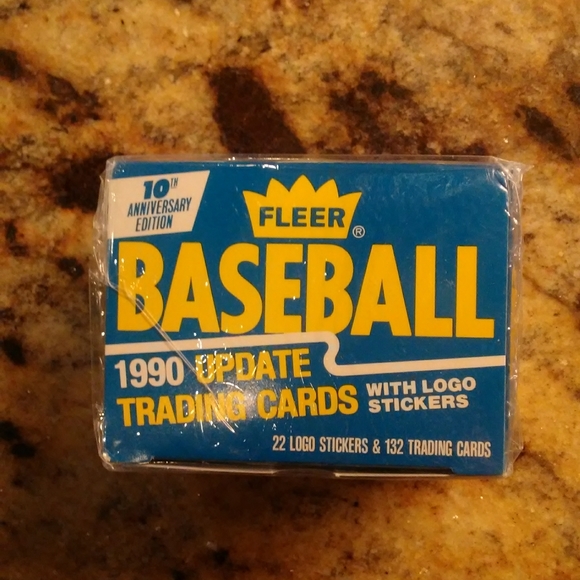 10TH
ANNIVERSARY
EDITION
FLEER®
BASEBALL
1990 UPDATE
TRADING CARDS
WITH LOGO
STICKERS
22 LOGO STICKERS & 132 TRADING CARDS